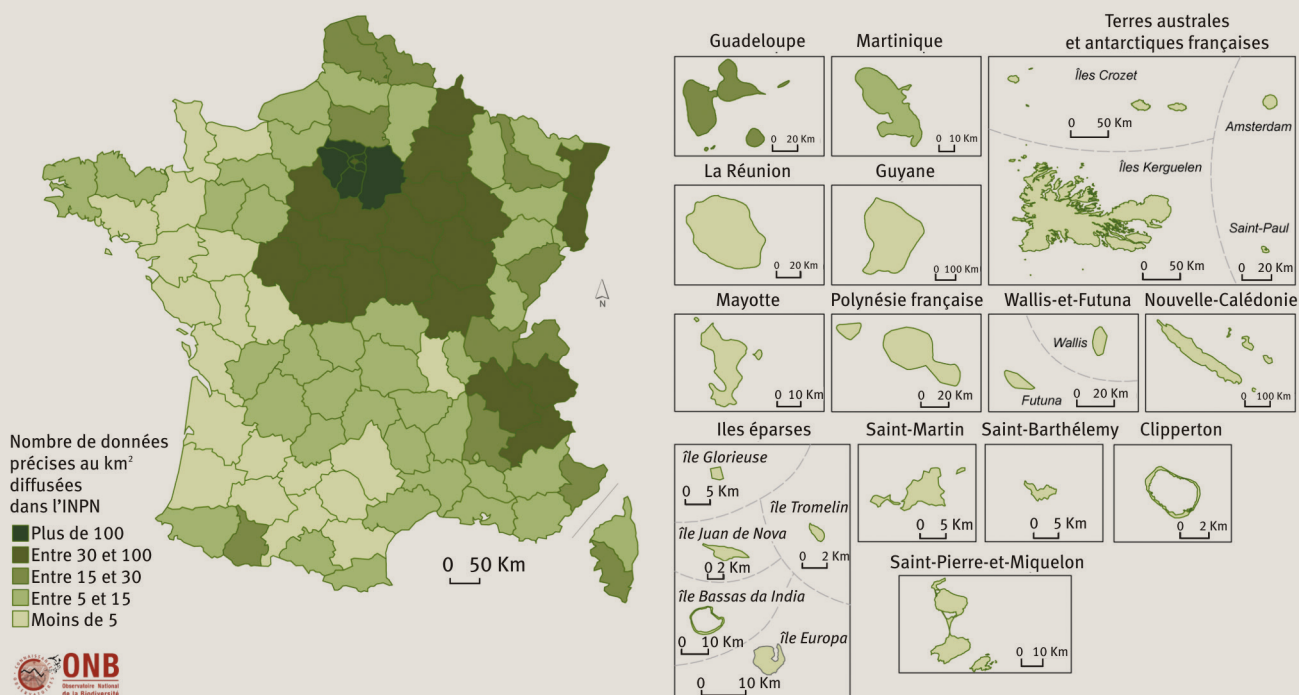 Nombre de données
précises au km²
diffusées
dans l'INPN
Plus de 100
Entre 30 et 100
Entre 15 et 30
Entre 5 et 15
Moins de 5
ONB
Observatoire National
de la Biodiversité
N
0 50 Km
Guadeloupe
0 20 Km
Martinique
0 10 Km
Terres australes
et antarctiques françaises
Îles Crozet
0 50 Km
Amsterdam
Îles Kerguelen
Saint-Paul
0 50 Km
0 20 Km
La Réunion
0 20 Km
Guyane
0 100 Km
Mayotte
0 10 Km
Polynésie française
0 20 Km
Wallis-et-Futuna
Wallis
Futuna
0 20 Km
Nouvelle-Calédonie
0 100 Km
Iles éparses
île Glorieuse
0 5 Km
île Tromelin
0 2 Km
île Juan de Nova
0 2 Km
île Bassas da India
0 10 Km
île Europa
0 10 Km
Saint-Martin
0 5 Km
Saint-Barthélemy
0 5 Km
Clipperton
0 2 Km
Saint-Pierre-et-Miquelon
0 10 Km